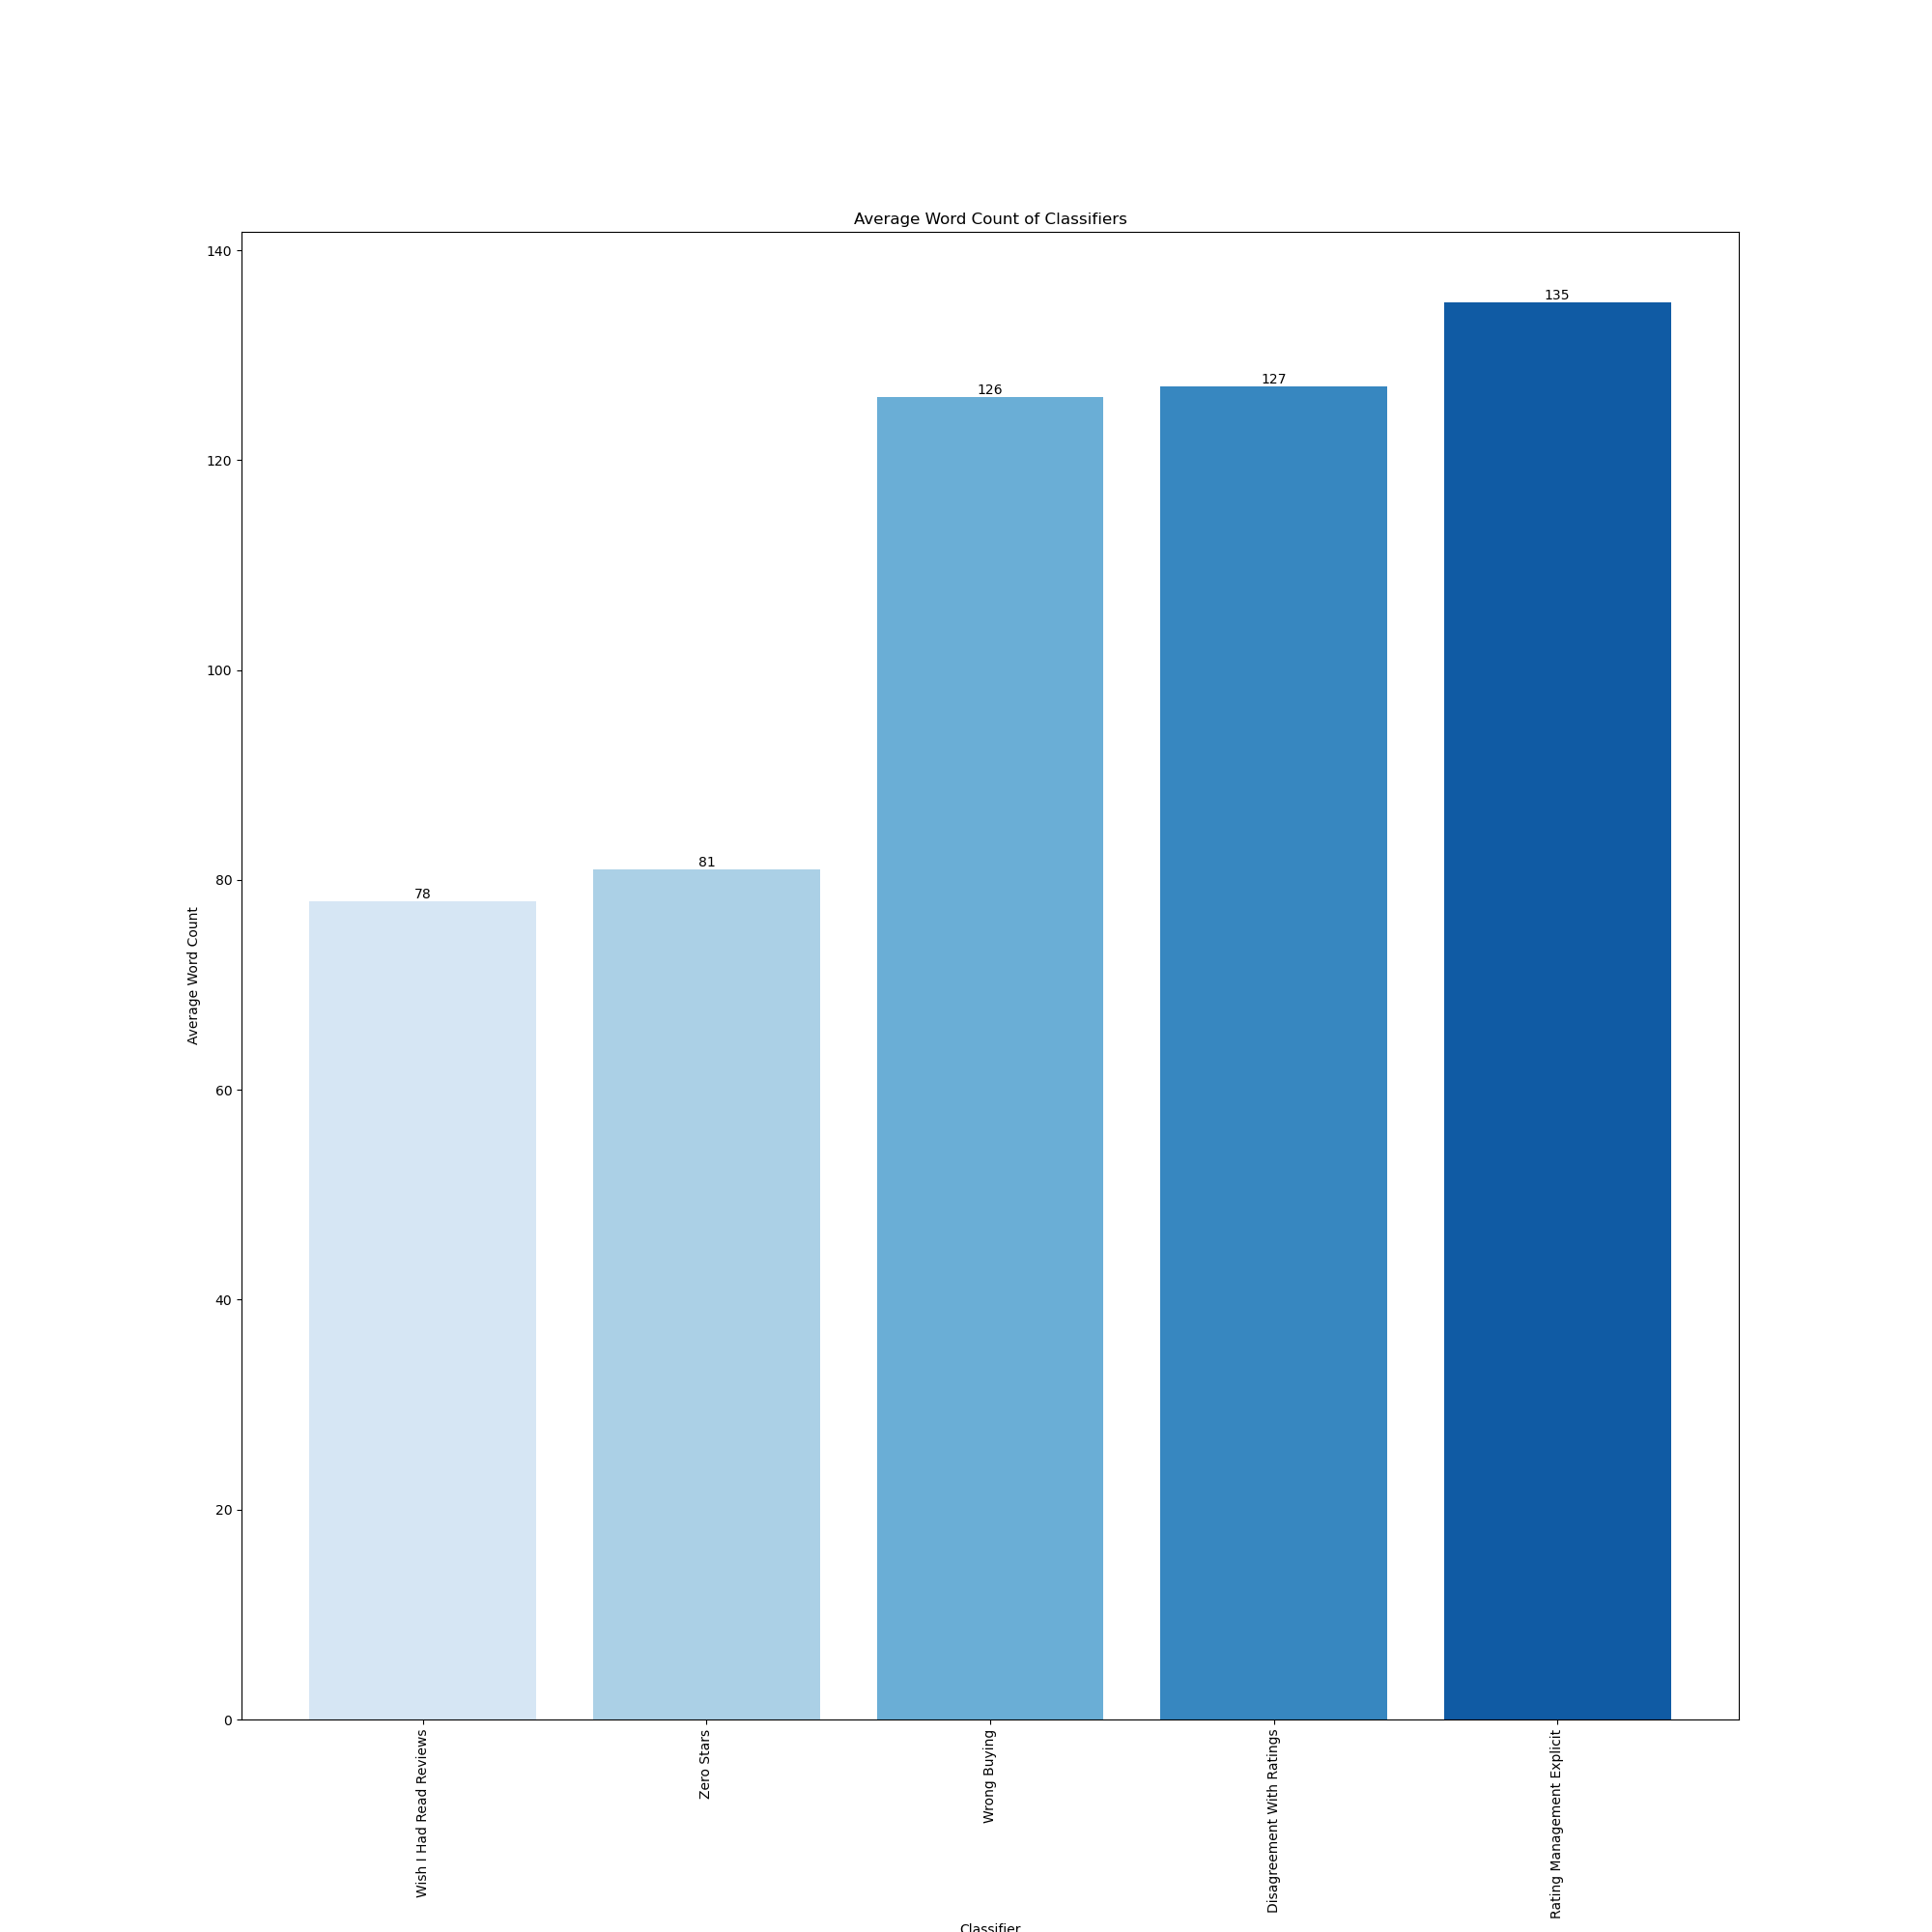 Average Word Count of Classifiers
140
120
100
80
60
40
20
0
Average Word Count
78
81
126
127
135
Wish I Had Read Reviews
Zero Stars
Wrong Buying
Disagreement With Ratings
Rating Management Explicit
Classifier